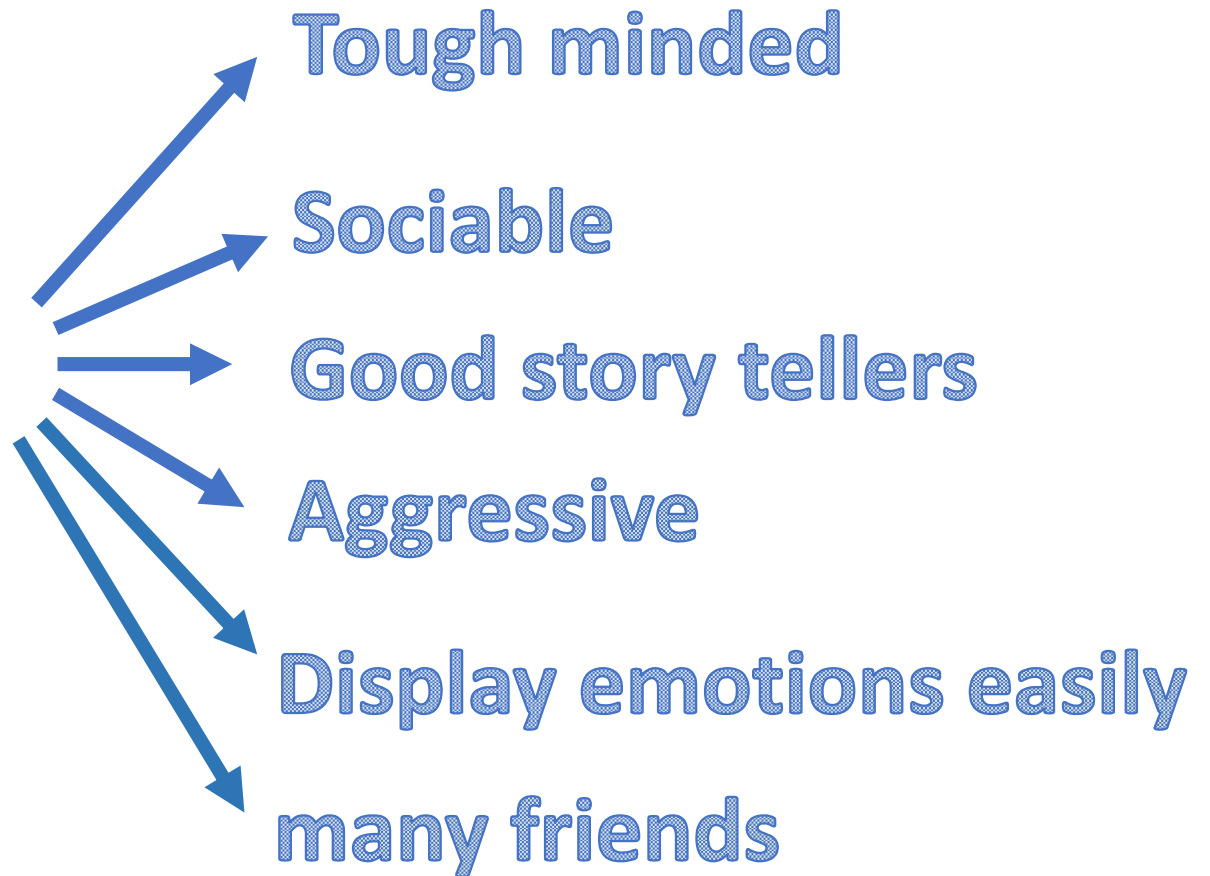 Tough minded
Sociable
Good story tellers
Aggressive
Display emotions easily
many friends